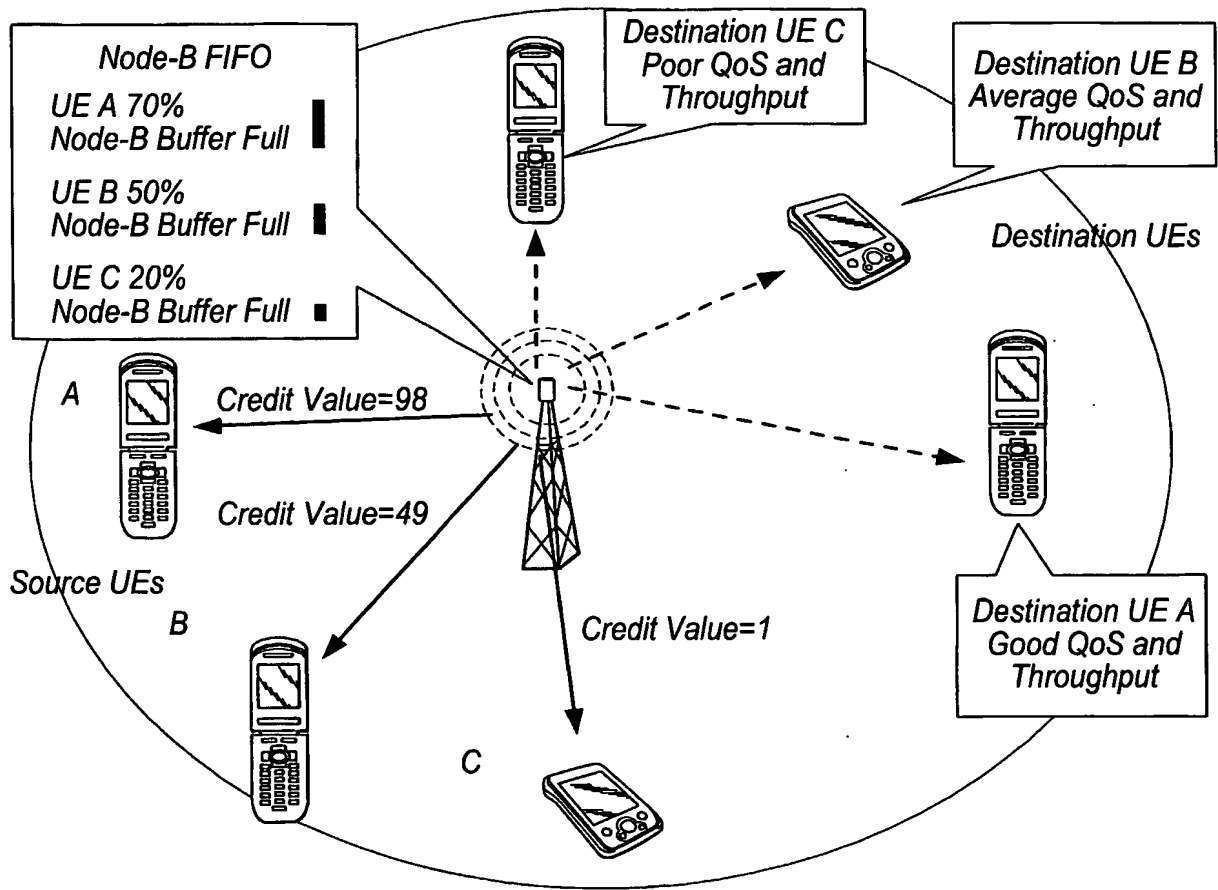 Node-B FIFO
UE A 70%
Node-B Buffer Full
UE B 50%
Node-B Buffer Full
UE C 20%
Node-B Buffer Full
Destination UE C
Poor QoS and
Throughput
Destination UE B
Average QoS and
Throughput
Destination UEs
A
Credit Value=98
Credit Value=49
Source UEs
B
Credit Value=1
C
Destination UE A
Good QoS and
Throughput